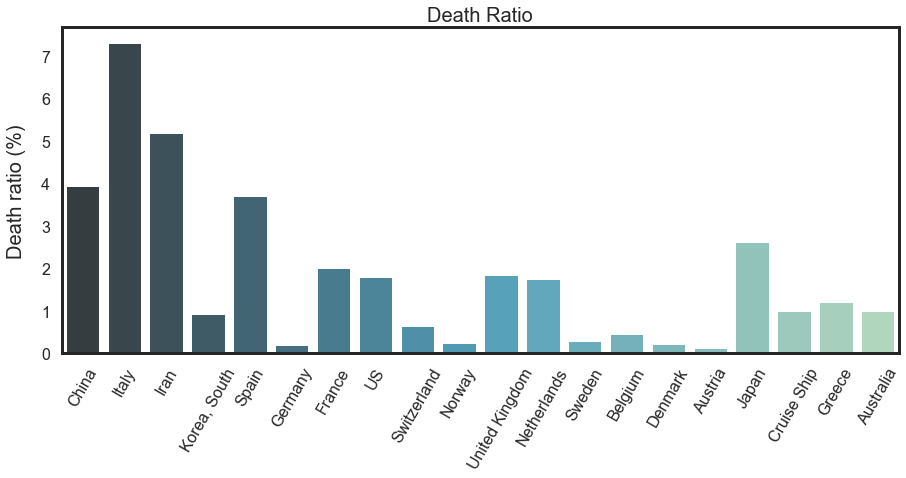 Death Ratio
Death ratio (%)
7
6
5
4
3
2
1
0
China
Italy
Iran
Korea, South
Spain
Germany
France
US
Switzerland
Norway
United Kingdom
Netherlands
Sweden
Belgium
Denmark
Austria
Japan
Cruise Ship
Greece
Australia